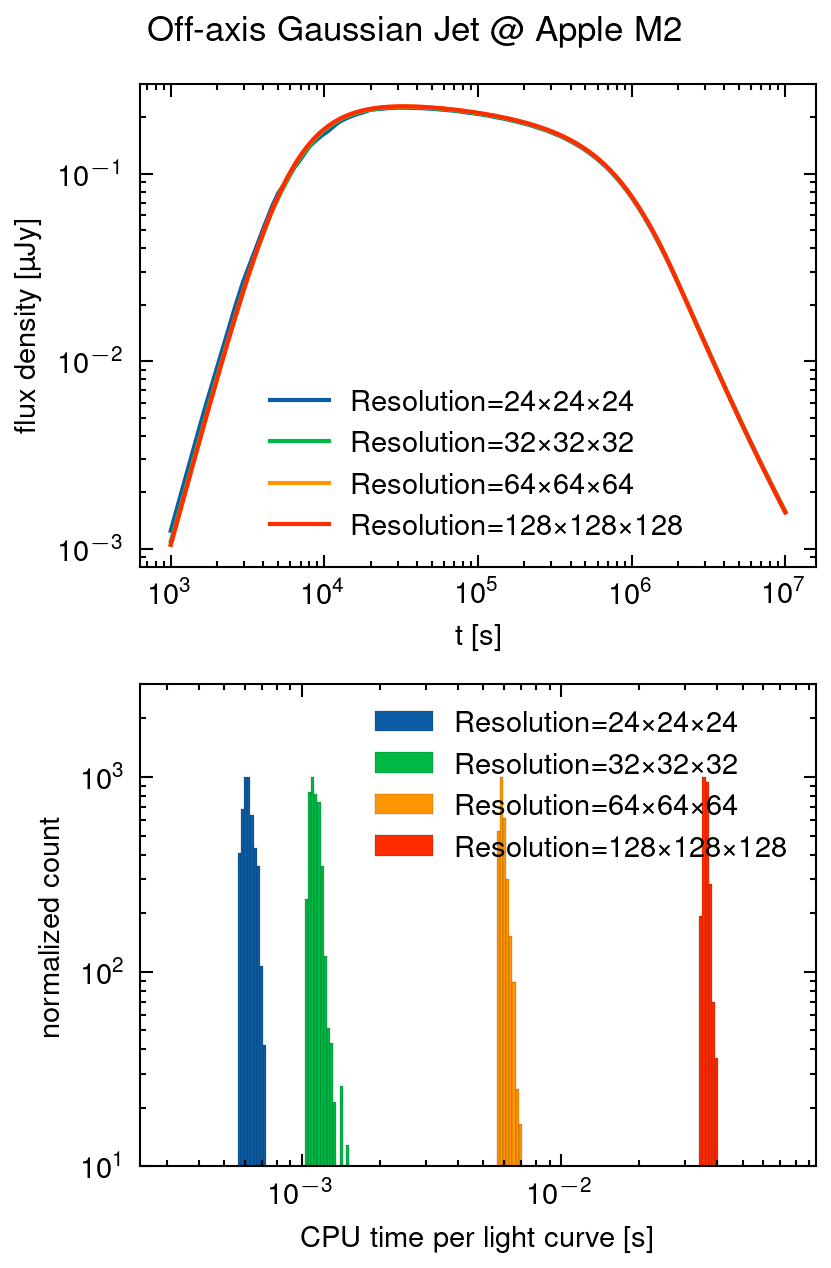 Off-axis Gaussian Jet @ Apple M2
flux density [µJy]
10⁻¹
10⁻²
10⁻³
Resolution=24×24×24
Resolution=32×32×32
Resolution=64×64×64
Resolution=128×128×128
10³ 10⁴ 10⁵ 10⁶ 10⁷
t [s]
normalized count
10³
10²
10¹
Resolution=24×24×24
Resolution=32×32×32
Resolution=64×64×64
Resolution=128×128×128
10⁻³ 10⁻²
CPU time per light curve [s]